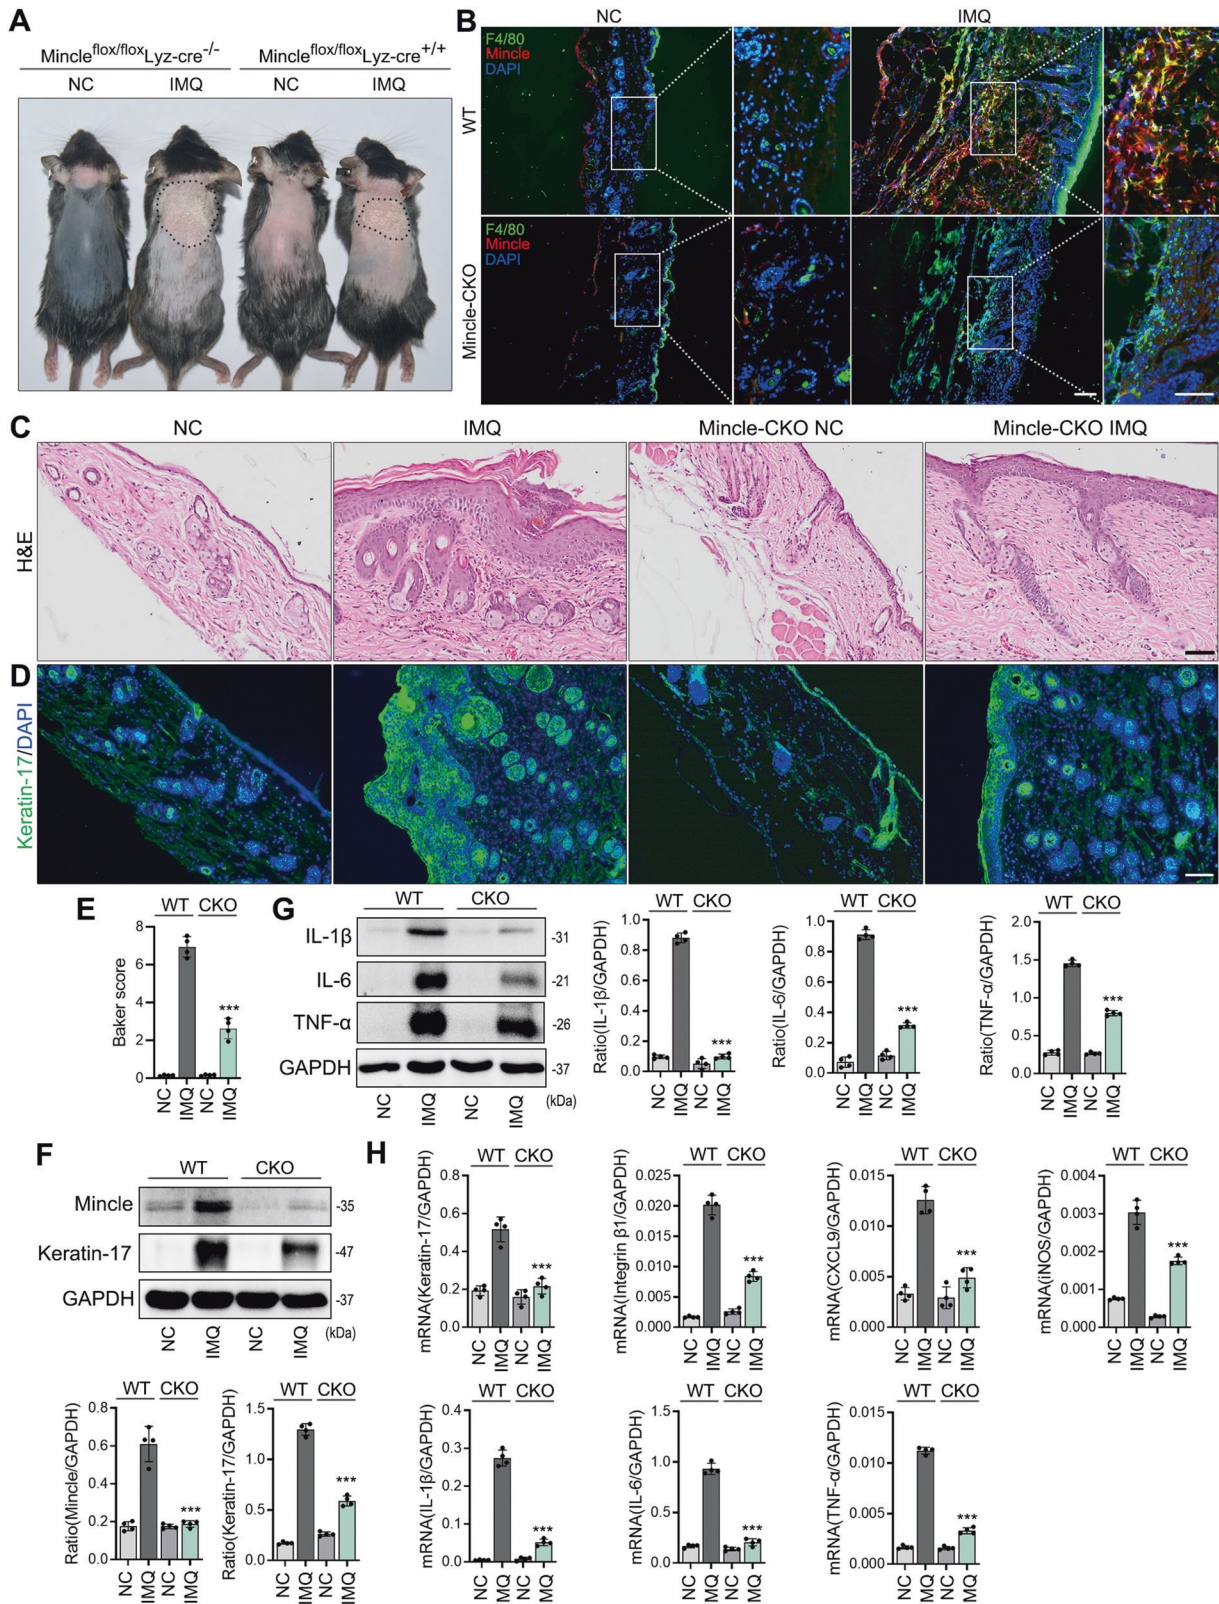 A
Mincleflox/floxLyz-cre-/- Mincleflox/floxLyz-cre+/+
NC IMQ NC IMQ
B
NC IMQ
WT
F4/80
Mincle
DAPI
Mincle-CKO
F4/80
Mincle
DAPI
C
NC IMQ Mincle-CKO NC Mincle-CKO IMQ
H&E
D
Keratin-17/DAPI
E
WT CKO
Baker score
8
6
4
2
0
***
NC IMQ NC IMQ
G
WT CKO
IL-1β -31
IL-6 -21
TNF-α -26
GAPDH -37
NC IMQ NC IMQ (kDa)
WT CKO
Ratio(IL-1β/GAPDH)
1.0
0.8
0.6
0.4
0.2
0.0
***
NC IMQ NC IMQ
WT CKO
Ratio(IL-6/GAPDH)
1.0
0.8
0.6
0.4
0.2
0.0
***
NC IMQ NC IMQ
WT CKO
Ratio(TNF-α/GAPDH)
2.0
1.5
1.0
0.5
0.0
***
NC IMQ NC IMQ
F
WT CKO
Mincle -35
Keratin-17 -47
GAPDH -37
NC IMQ NC IMQ (kDa)
WT CKO
Ratio(Mincle/GAPDH)
0.8
0.6
0.4
0.2
0.0
***
NC IMQ NC IMQ
WT CKO
Ratio(Keratin-17/GAPDH)
1.5
1.0
0.5
0.0
***
NC IMQ NC IMQ
H
WT CKO
mRNA(Keratin-17/GAPDH)
0.8
0.6
0.4
0.2
0.0
***
NC IMQ NC IMQ
WT CKO
mRNA(Integrin β1/GAPDH)
0.025
0.020
0.015
0.010
0.005
0.000
***
NC IMQ NC IMQ
WT CKO
mRNA(CXCL9/GAPDH)
0.015
0.010
0.005
0.000
***
NC IMQ NC IMQ
WT CKO
mRNA(iNOS/GAPDH)
0.004
0.003
0.002
0.001
0.000
***
NC IMQ NC IMQ
WT CKO
mRNA(IL-1β/GAPDH)
0.4
0.3
0.2
0.1
0.0
***
NC MQ NC MQ
WT CKO
mRNA(IL-6/GAPDH)
1.5
1.0
0.5
0.0
***
NC MQ NC MQ
WT CKO
mRNA(TNF-α/GAPDH)
0.015
0.010
0.005
0.000
***
NC MQ NC MQ